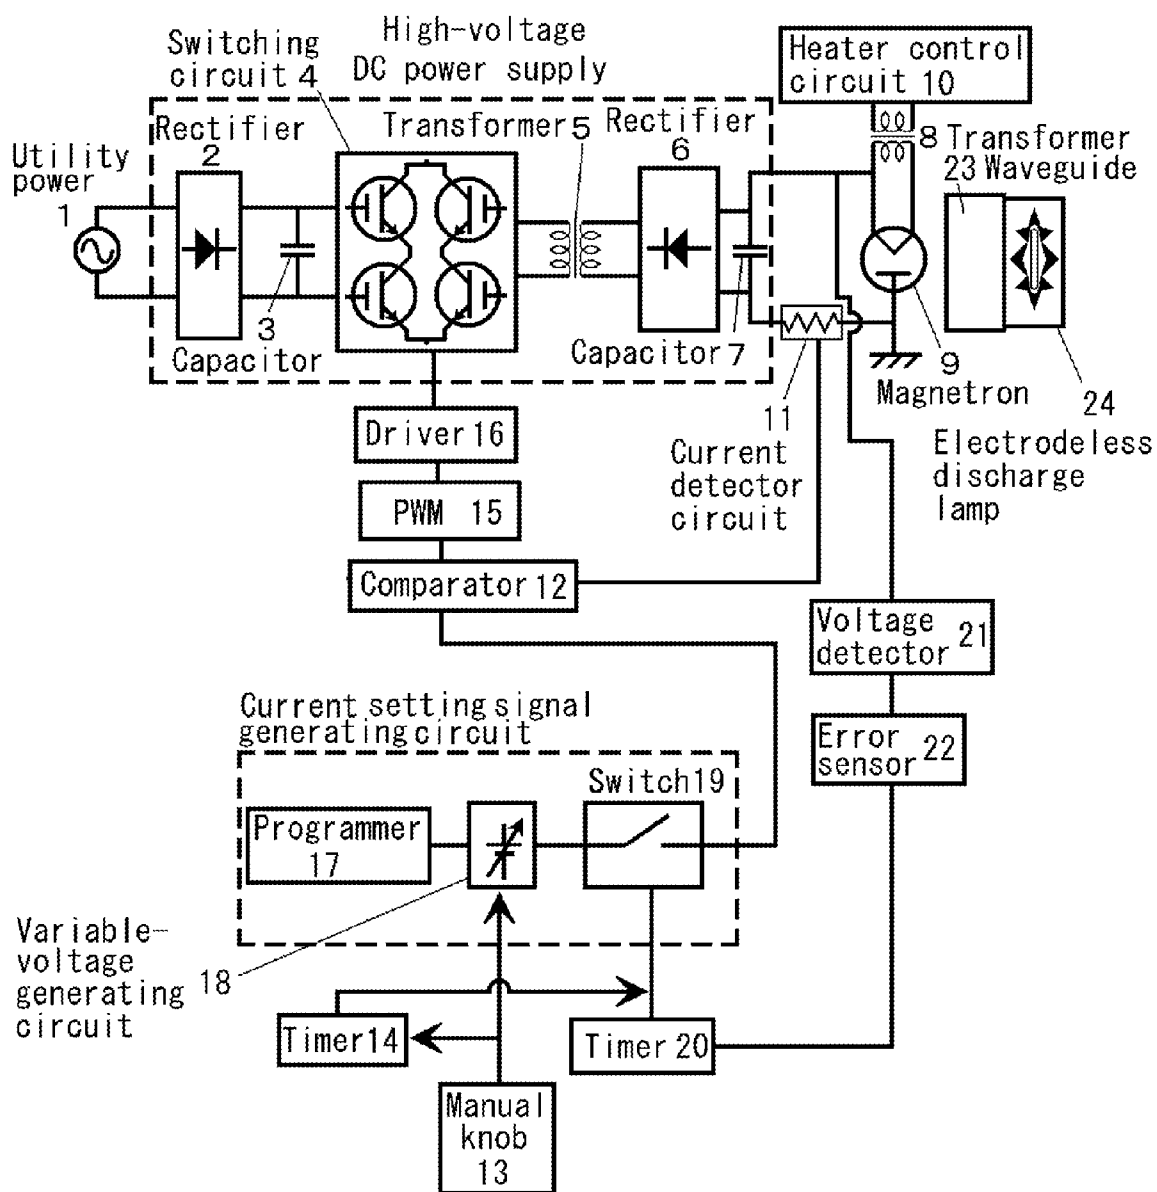 High-voltage
DC power supply
Switching
circuit 4
Heater control
circuit 10
Rectifier
2
Transformer 5
Rectifier
6
8 Transformer
23 Waveguide
Utility
power
1
3
Capacitor
Capacitor 7
9
Magnetron
11
Current
detector
circuit
24
Electrodeless
discharge
lamp
Driver 16
PWM 15
Comparator 12
Voltage
detector 21
Error
sensor 22
Current setting signal
generating circuit
Switch 19
Programmer
17
Variable-
voltage
generating
circuit
18
Timer 14
Timer 20
Manual
knob
13